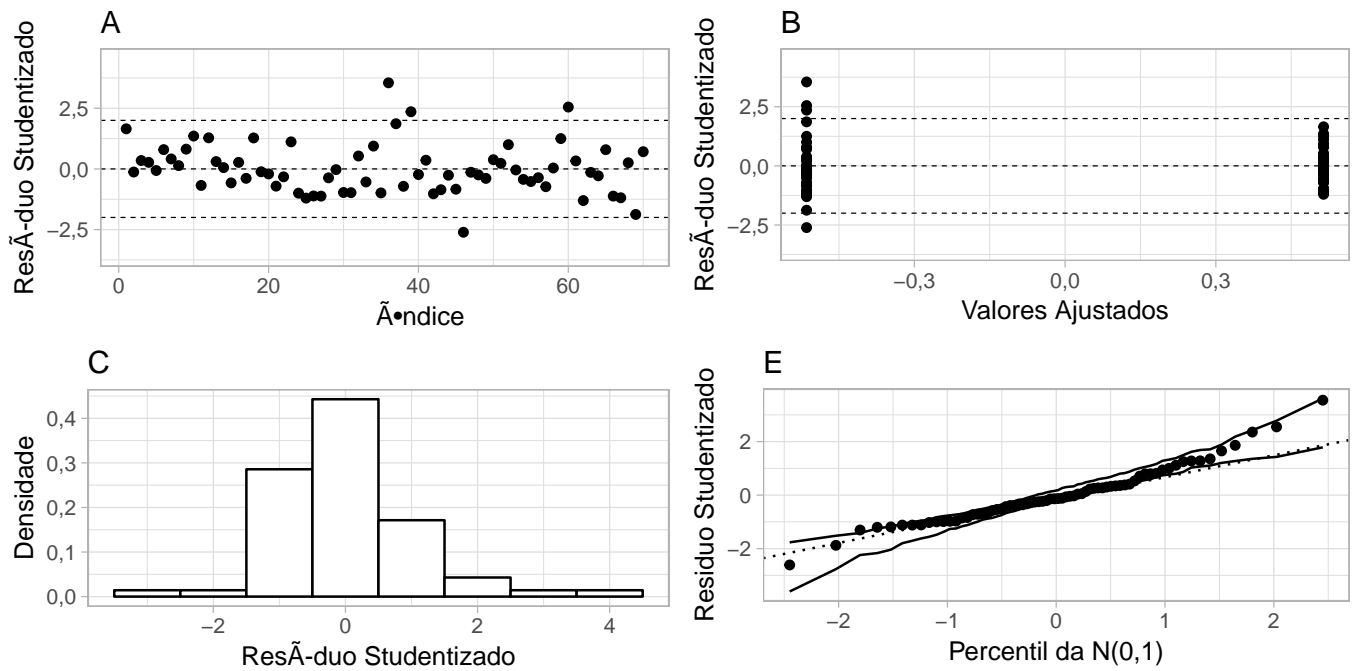 A
ResÃ-duo Studentizado
2,5
0,0
−2,5
0
20
40
60
Ã•ndice
B
ResÃ-duo Studentizado
2,5
0,0
−2,5
−0,3
0,0
0,3
Valores Ajustados
C
Densidade
0,4
0,3
0,2
0,1
0,0
−2
0
2
4
ResÃ-duo Studentizado
E
Residuo Studentizado
2
0
−2
−2
−1
0
1
2
Percentil da N(0,1)